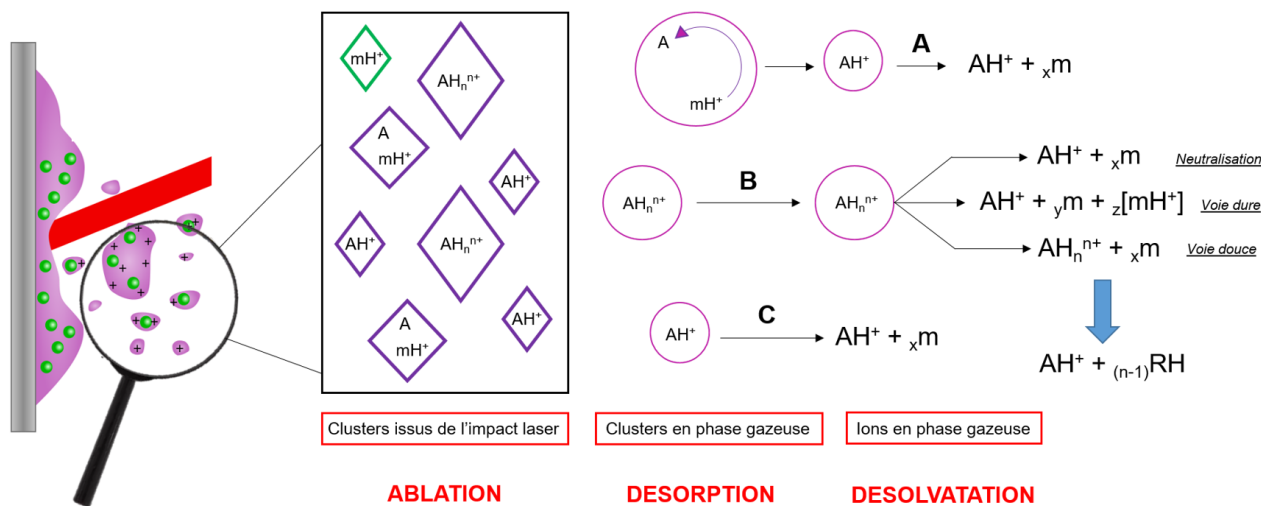 mH⁺
AHₙⁿ⁺
A
mH⁺
AH⁺
AH⁺
AHₙⁿ⁺
A
mH⁺
AH⁺
A
mH⁺
AH⁺
A
AH⁺ + ₓm
AHₙⁿ⁺
B
AHₙⁿ⁺
AH⁺ + ₓm Neutralisation
AH⁺ + ᵧm + z[mH⁺] Voie dure
AHₙⁿ⁺ + ₓm Voie douce
AH⁺
C
AH⁺ + ₓm
AH⁺ + ₍ₙ₋₁₎RH
+ + + + + + + + + + + + + + + +
Clusters issus de l'impact laser
Clusters en phase gazeuse
Ions en phase gazeuse
ABLATION
DESORPTION
DESOLVATATION